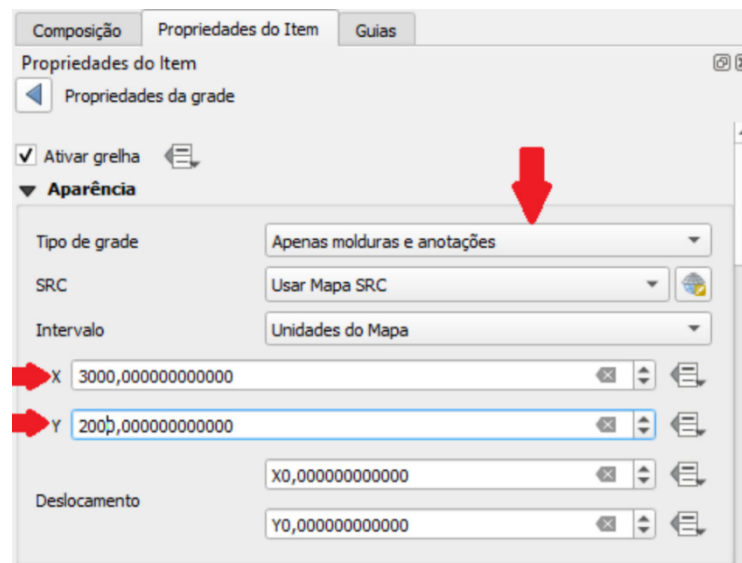 Composição Propriedades do Item Guias
Propriedades do Item
Propriedades da grade
Ativar grelha
Aparência
Tipo de grade Apenas molduras e anotações
SRC Usar Mapa SRC
Intervalo Unidades do Mapa
X 3000,000000000000
Y 2000,000000000000
Deslocamento
X0,000000000000
Y0,000000000000